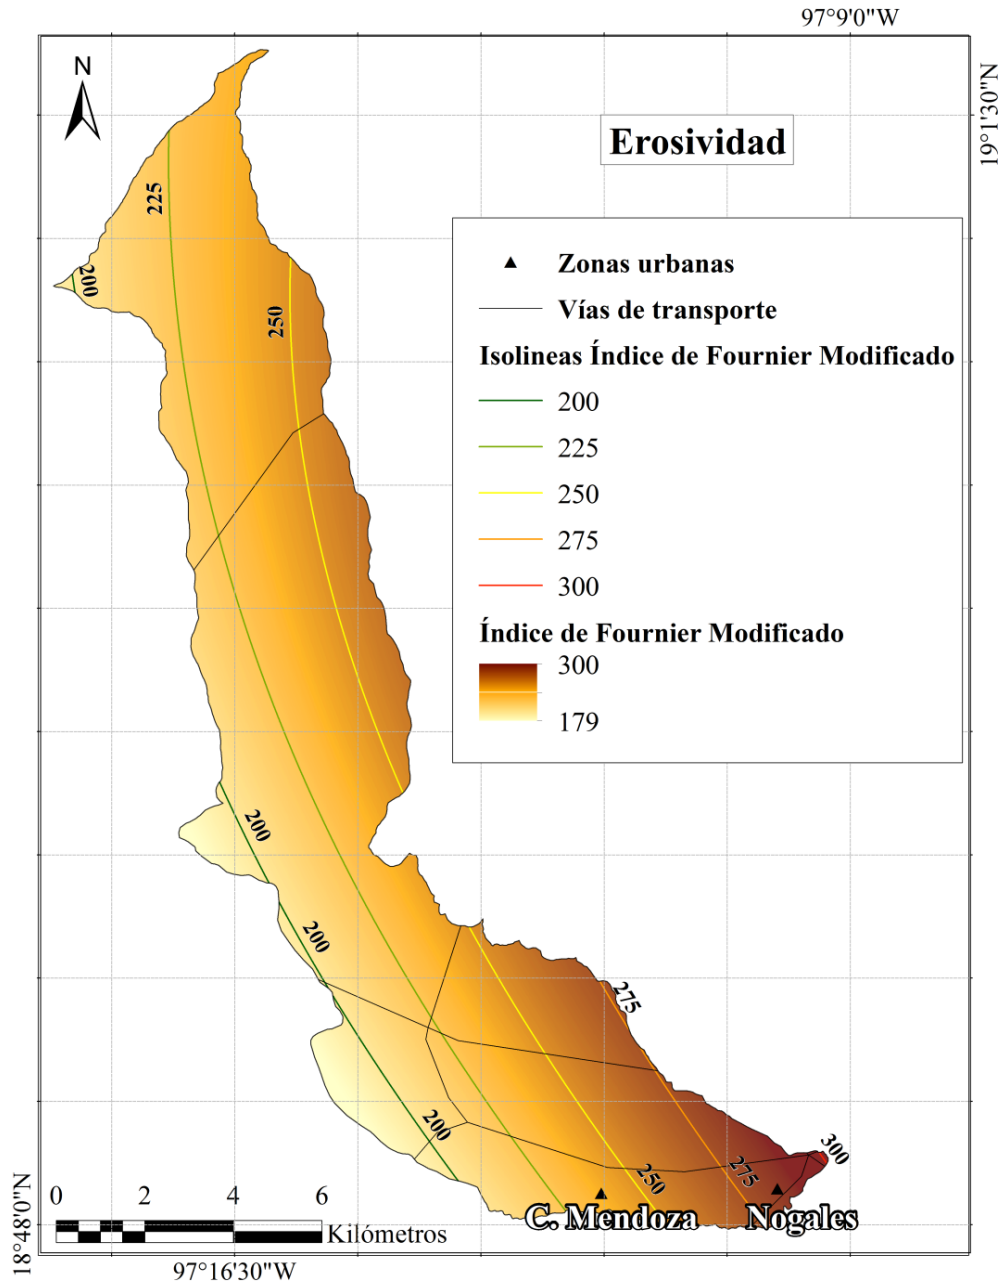 97°9'0"W
19°1'30"N
N
Erosividad
Zonas urbanas
Vías de transporte
Isolineas Índice de Fournier Modificado
200
225
250
275
300
Índice de Fournier Modificado
300
179
225
200
250
200
200
275
200
250
275
300
C. Mendoza
Nogales
0 2 4 6
Kilómetros
18°48'0"N
97°16'30"W